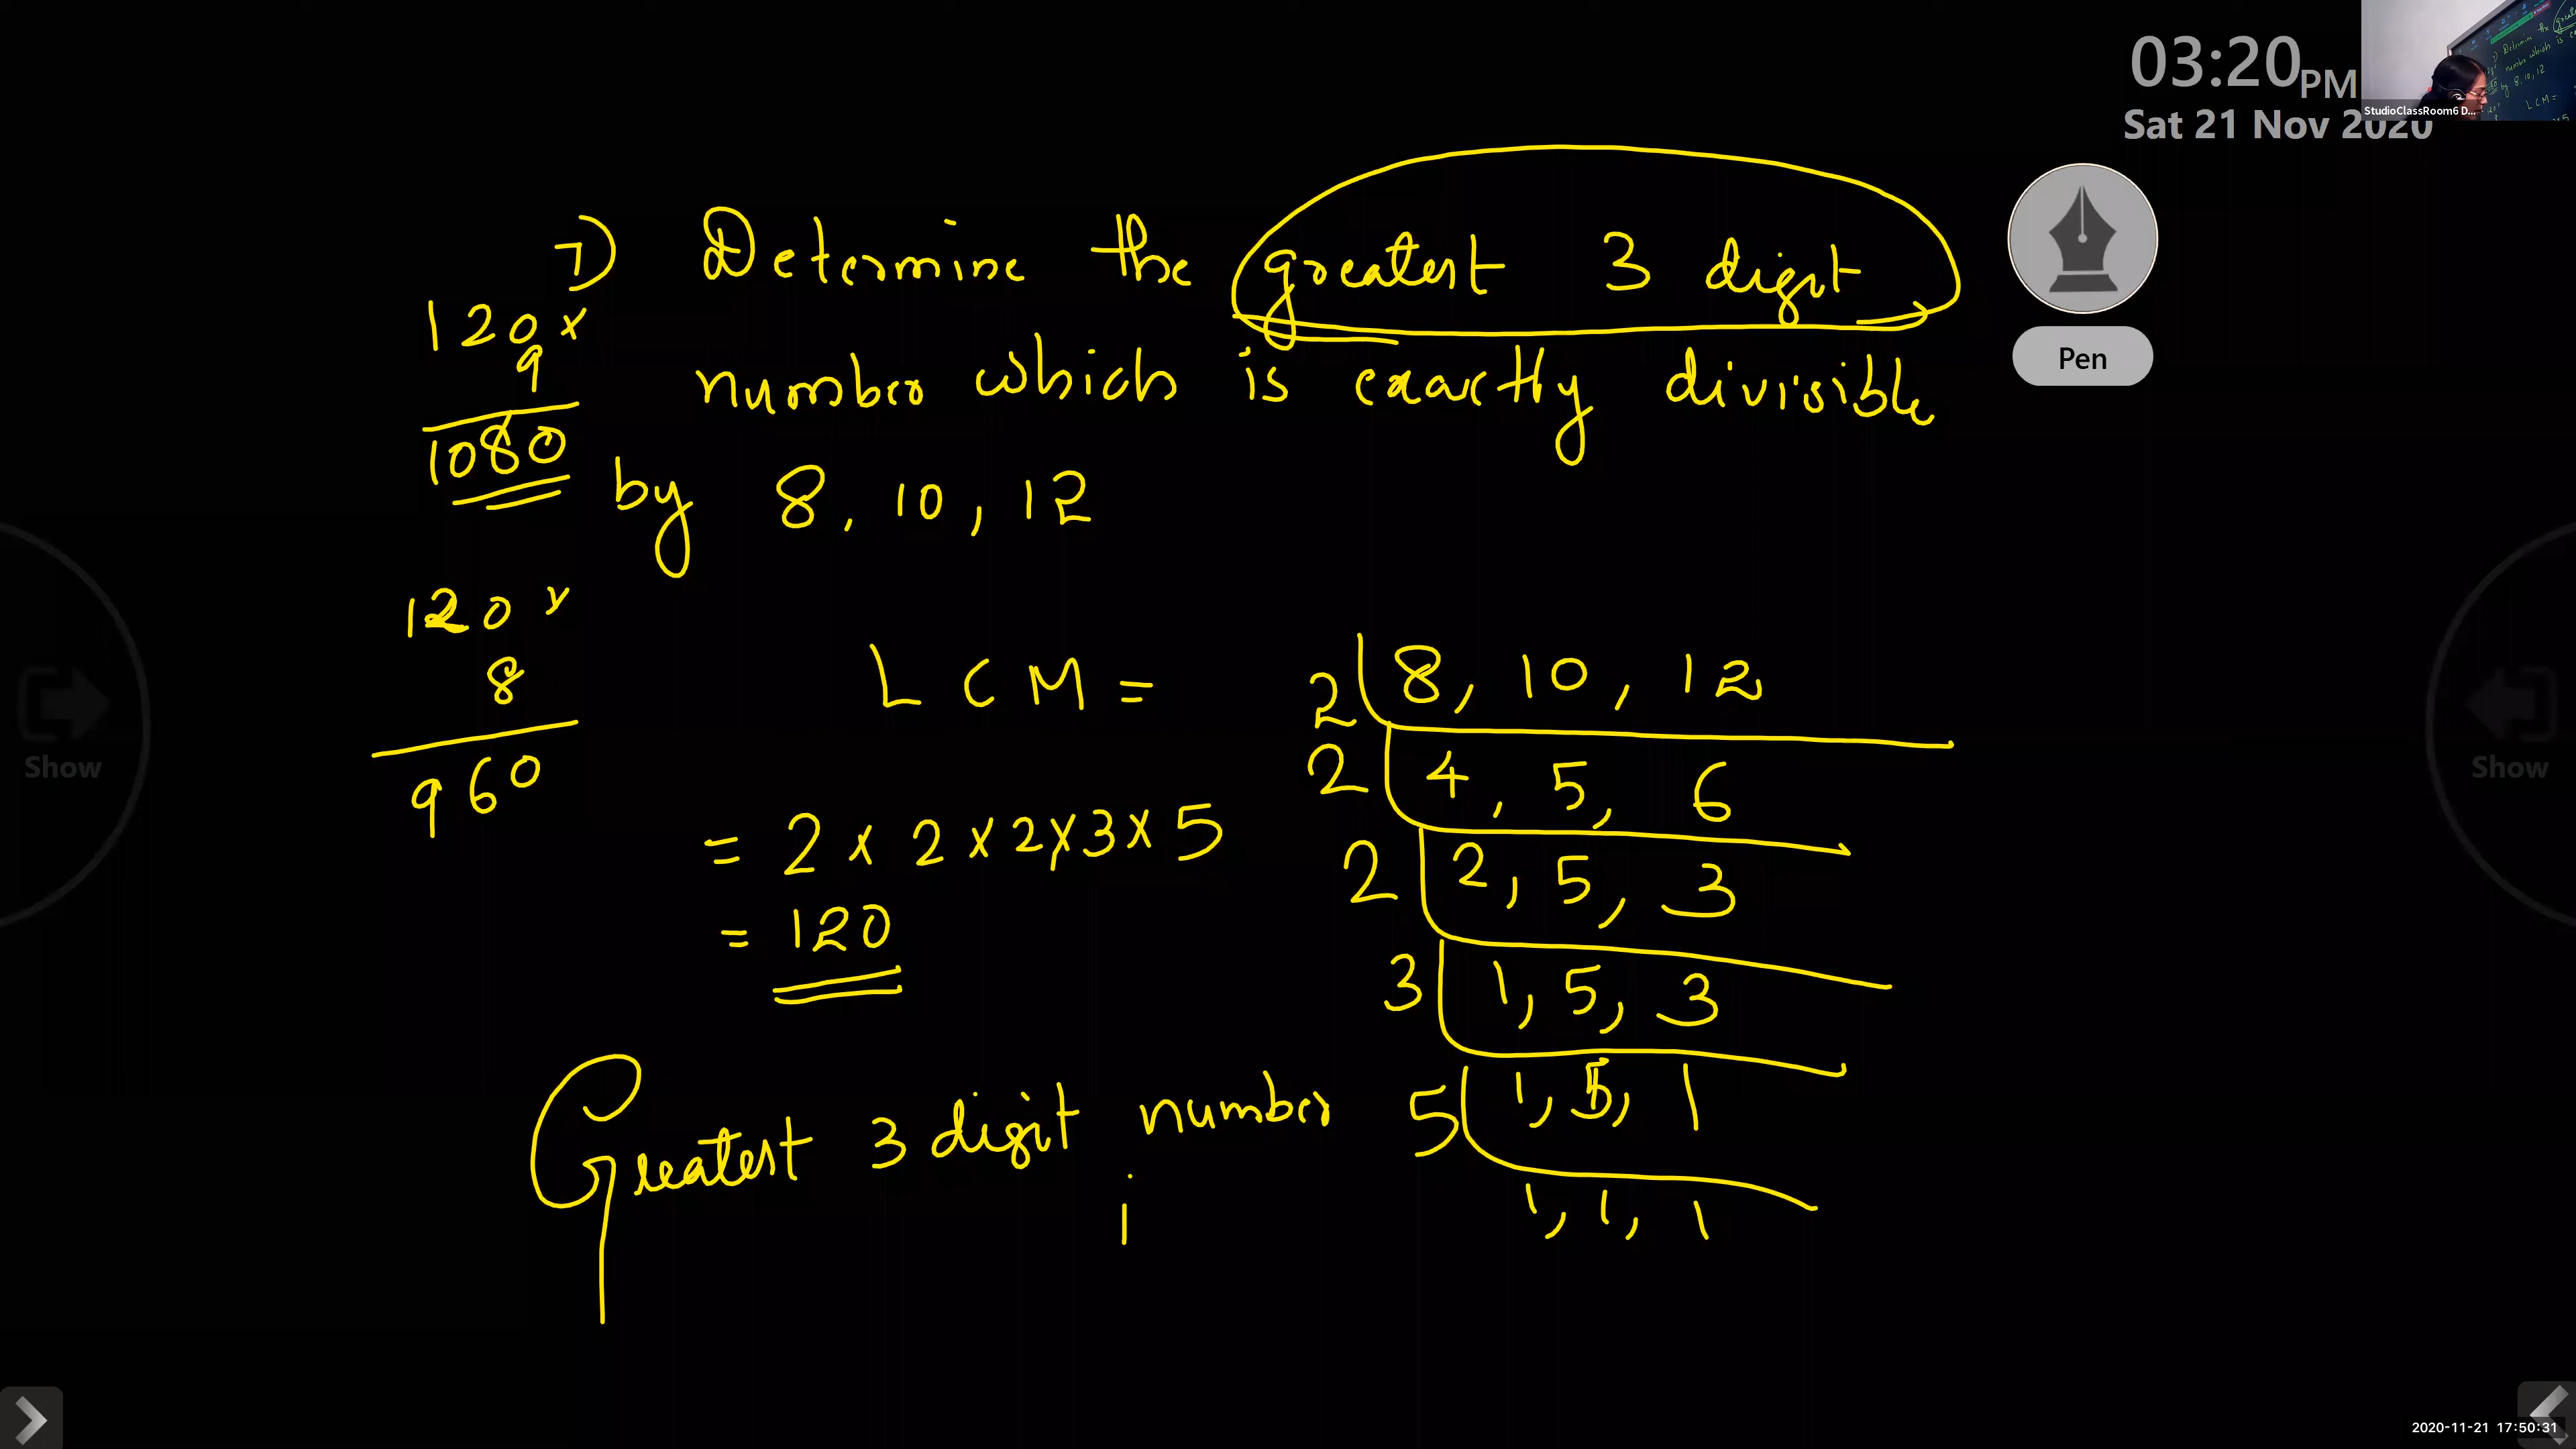 03:20 PM
Sat 21 Nov 2020
StudioClassRoom6 D...
Pen
Show
Show
7) Determine the greatest 3 digit
number which is exactly divisible
by 8, 10, 12
120 ×
9
1080
120 ×
8
960
LCM =
= 2 × 2 × 2 × 3 × 5
= 120
2 8, 10, 12
2 4, 5, 6
2 2, 5, 3
3 1, 5, 3
5 1, 5, 1
1, 1, 1
Greatest 3 digit number
i
2020-11-21 17:50:31